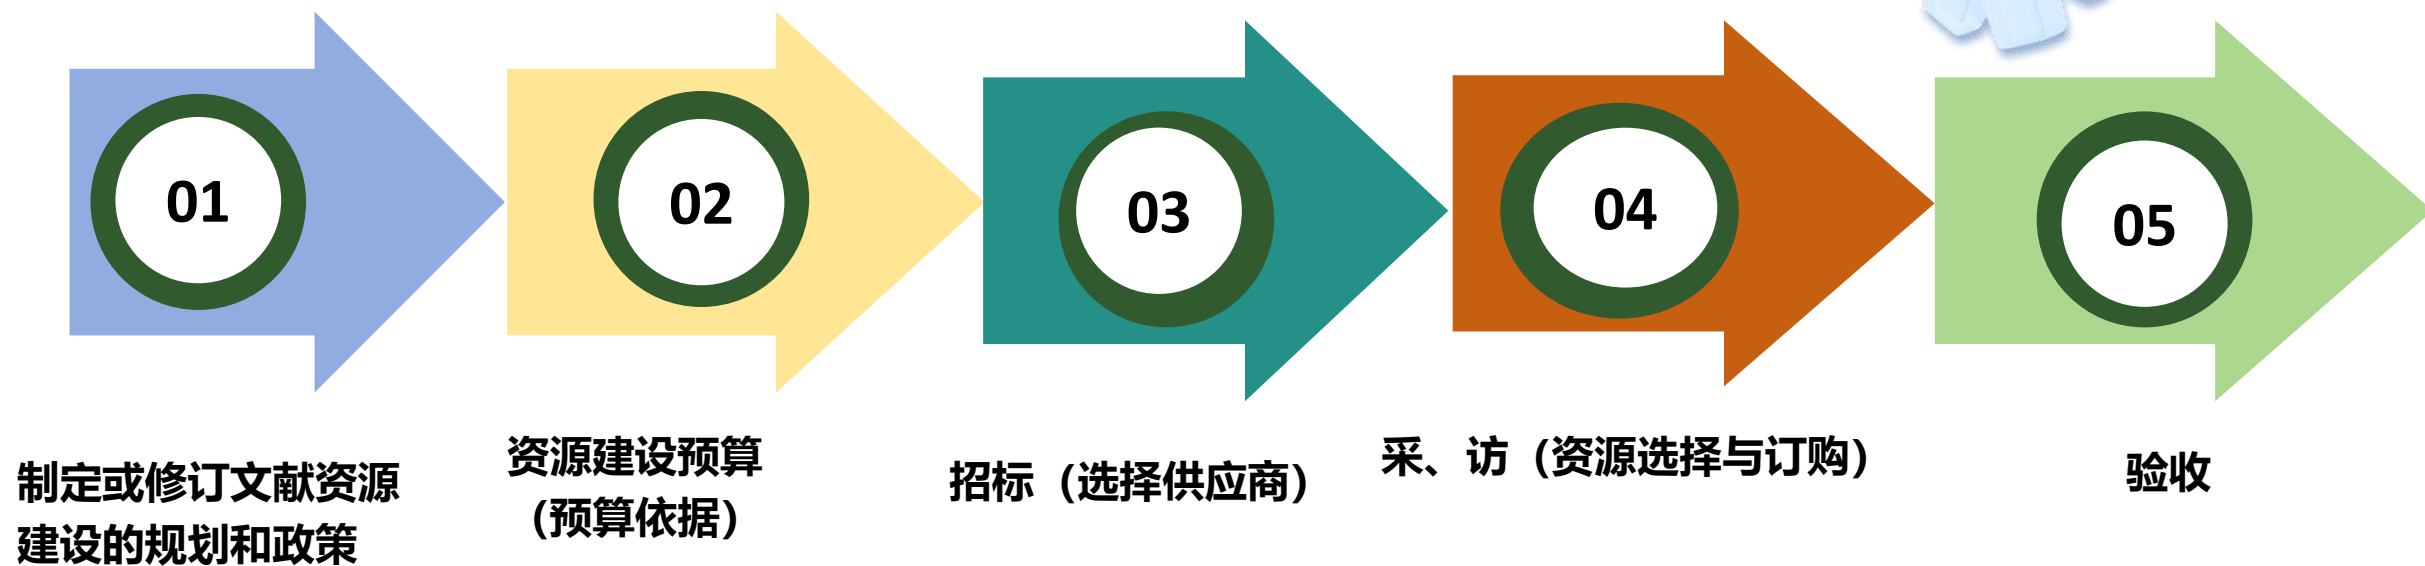 01
02
03
04
05
制定或修订文献资源
建设的规划和政策
资源建设预算
（预算依据）
招标（选择供应商）
采、访（资源选择与订购）
验收